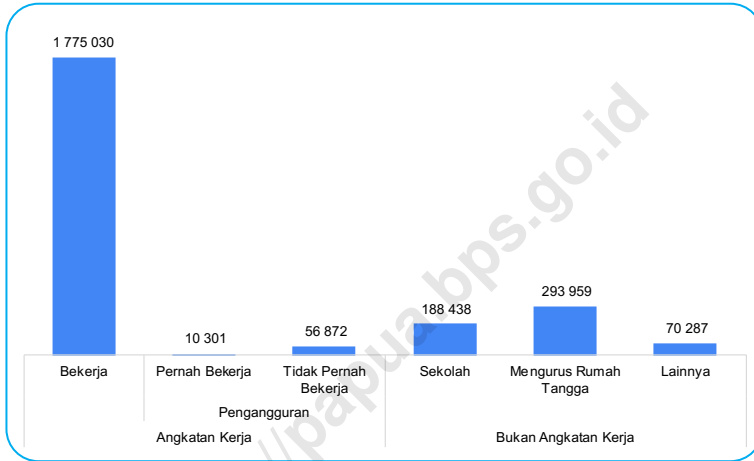 1 775 030
10 301
56 872
188 438
293 959
70 287
Bekerja
Pernah Bekerja
Tidak Pernah
Bekerja
Sekolah
Mengurus Rumah
Tangga
Lainnya
Pengangguran
Angkatan Kerja
Bukan Angkatan Kerja
//papua.bps.go.id